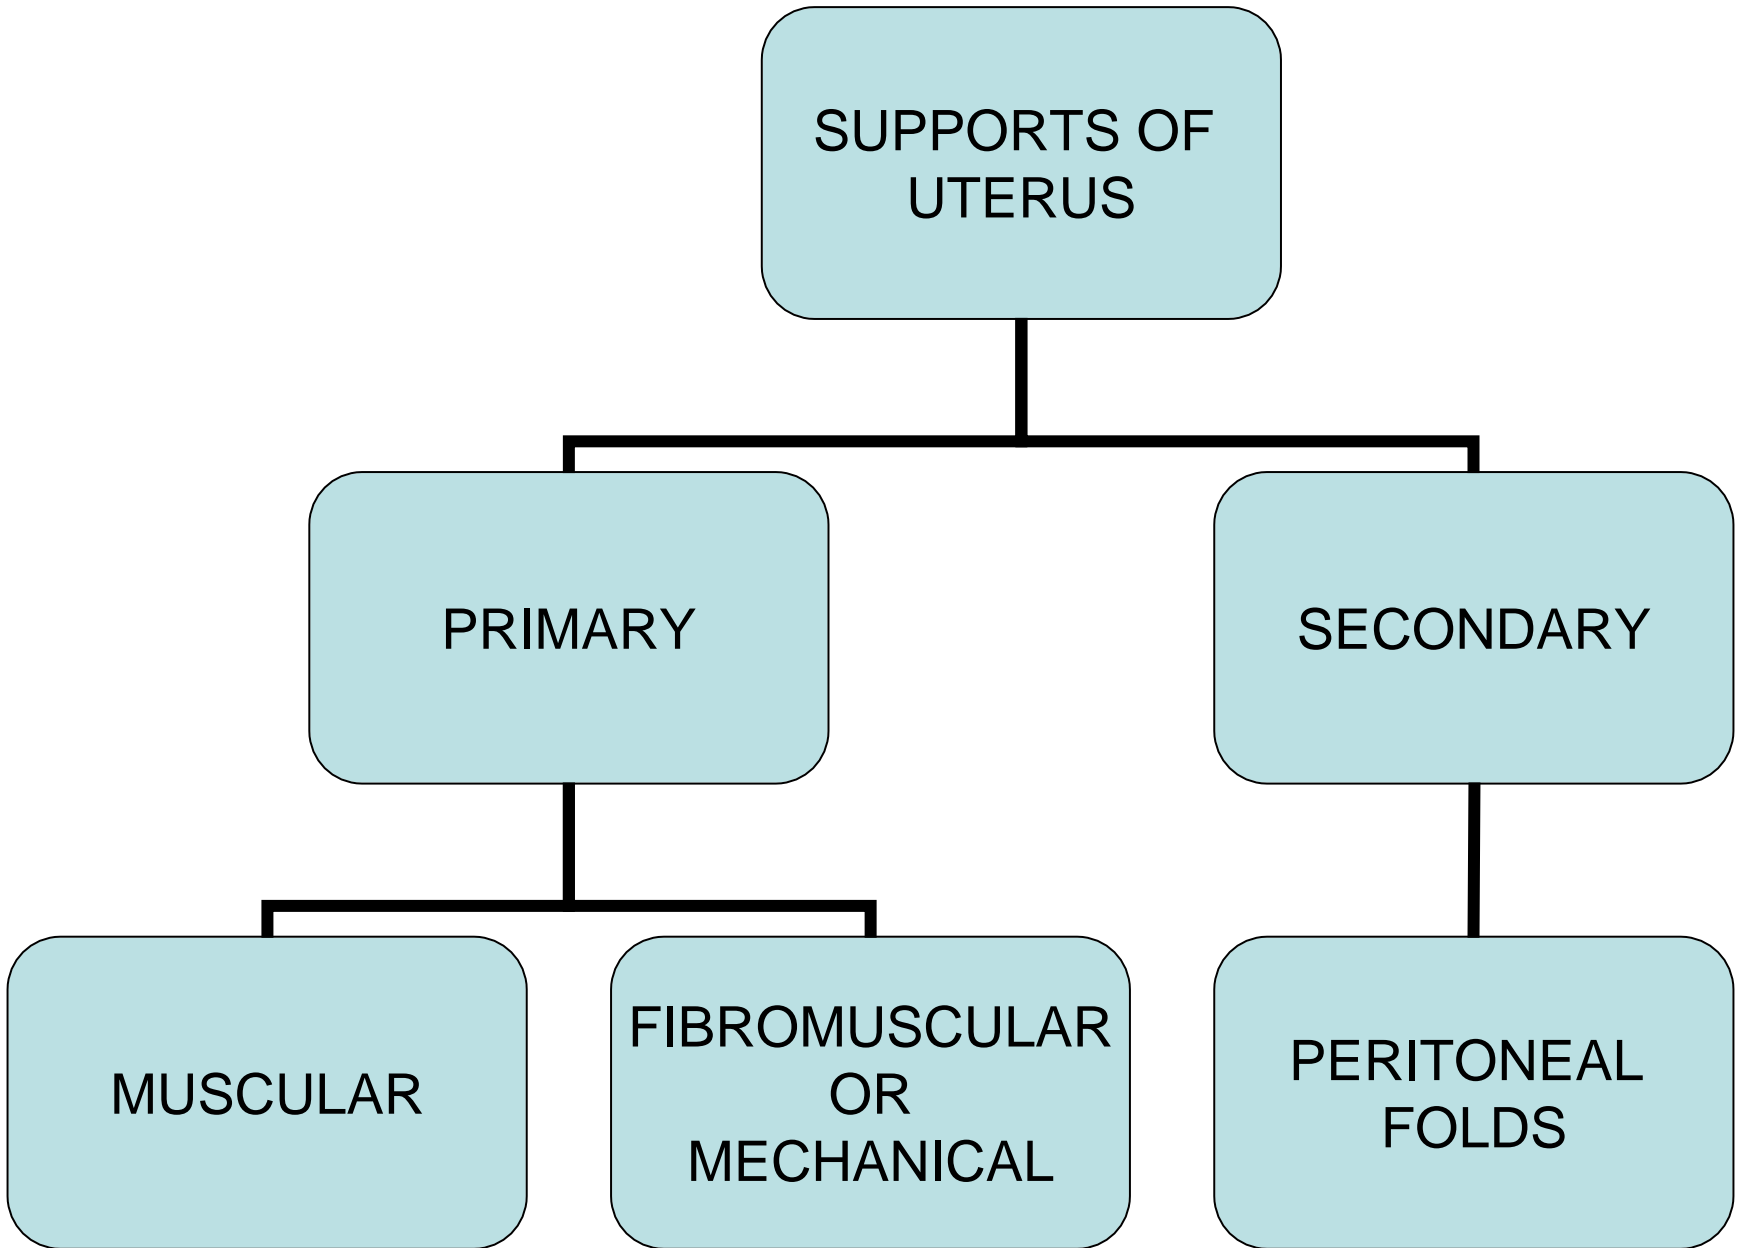 SUPPORTS OF
UTERUS
PRIMARY
SECONDARY
MUSCULAR
FIBROMUSCULAR
OR
MECHANICAL
PERITONEAL
FOLDS